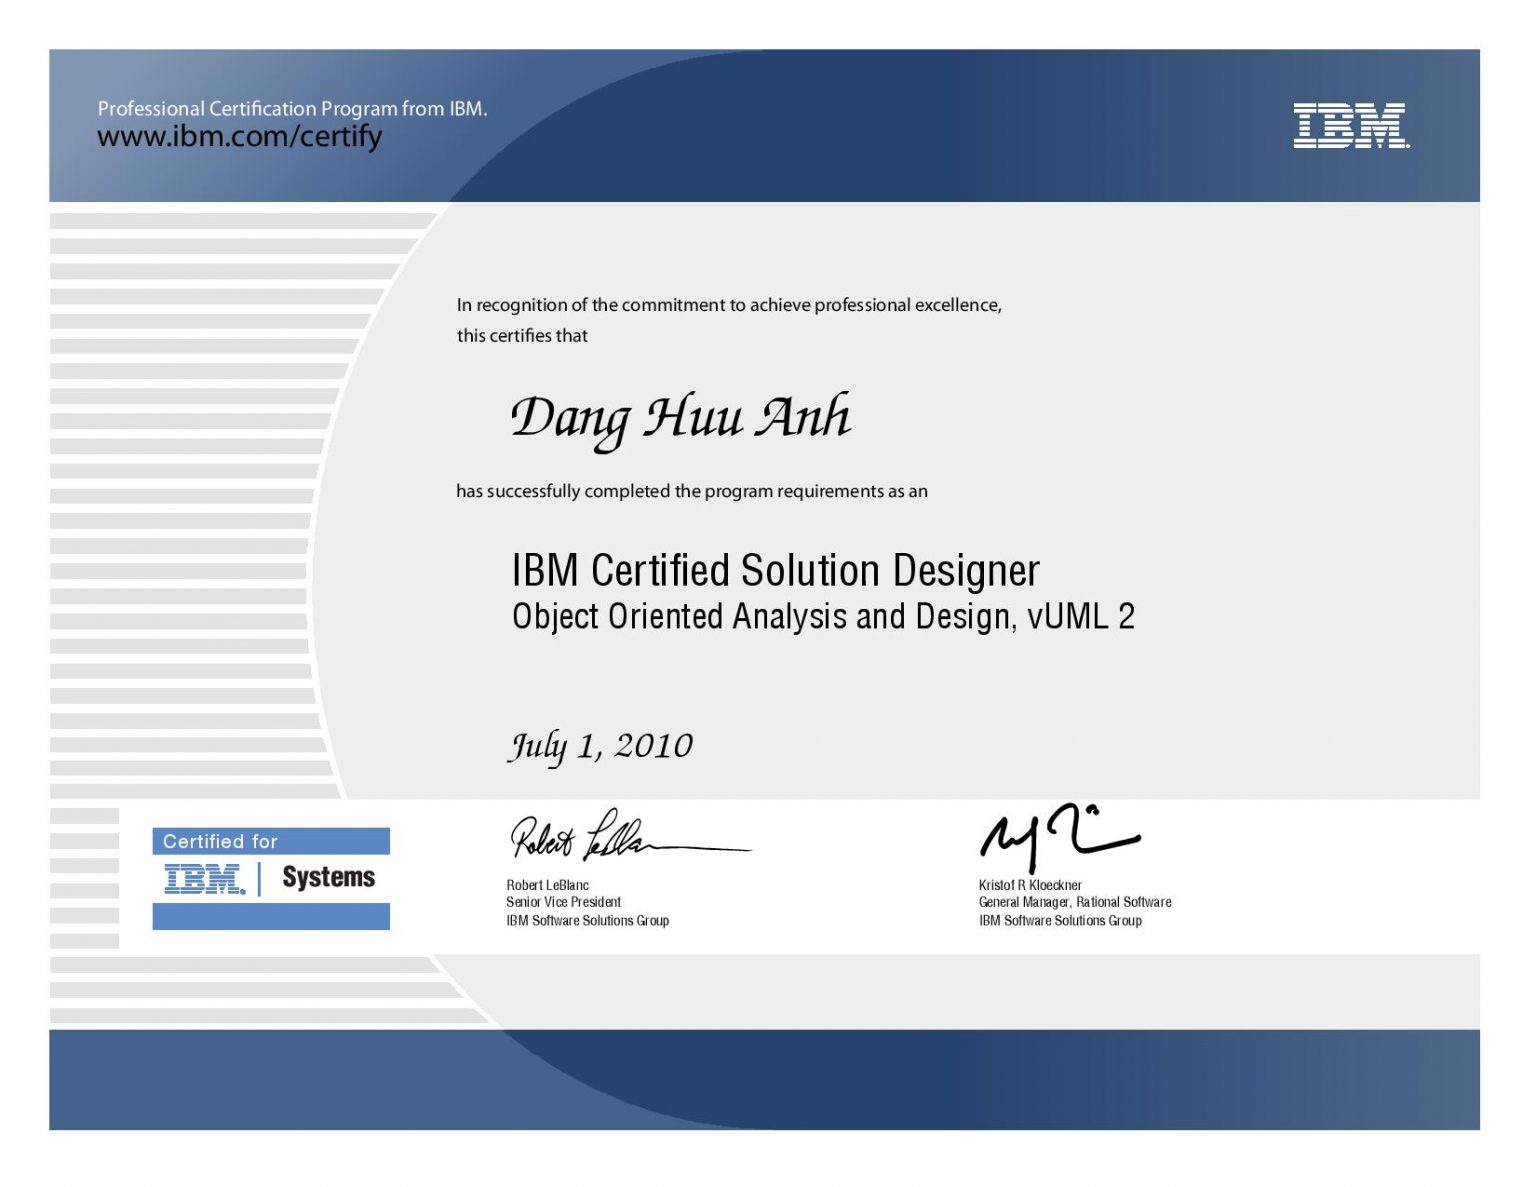 Professional Certification Program from IBM.
www.ibm.com/certify
IBM.
In recognition of the commitment to achieve professional excellence,
this certifies that
Dang Huu Anh
has successfully completed the program requirements as an
IBM Certified Solution Designer
Object Oriented Analysis and Design, vUML 2
July 1, 2010
Certified for
IBM. | Systems
Robert LeBlanc
Robert LeBlanc
Senior Vice President
IBM Software Solutions Group
Kristof R Kloeckner
General Manager, Rational Software
IBM Software Solutions Group